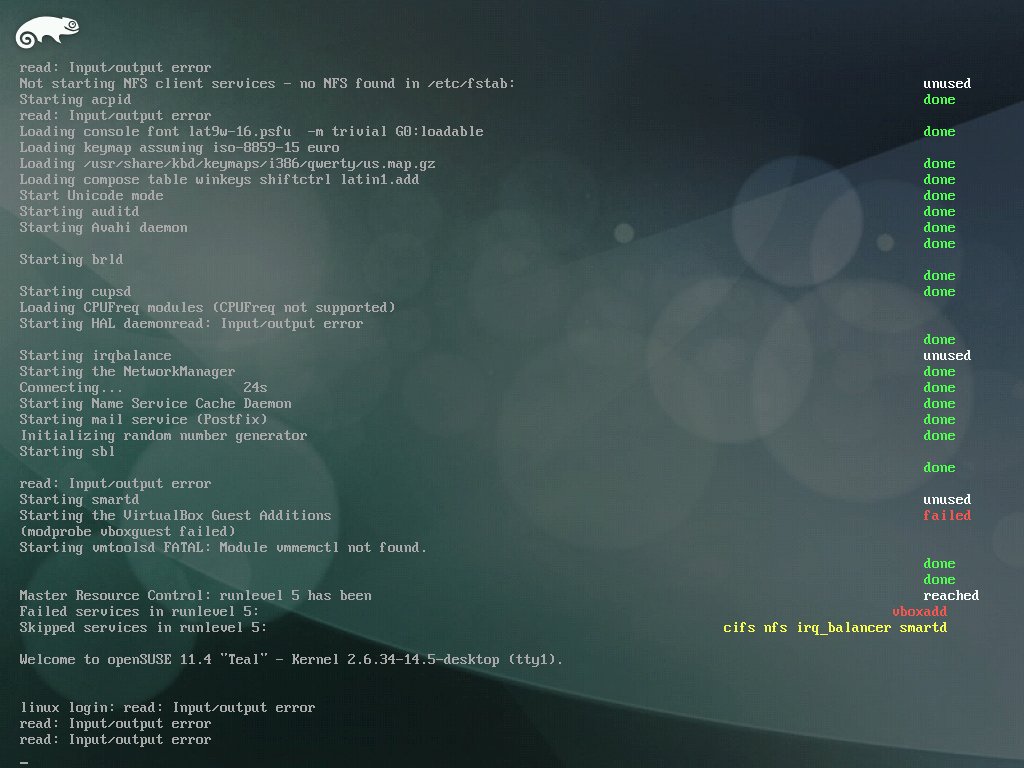 read: Input/output error
Not starting NFS client services - no NFS found in /etc/fstab: unused
Starting acpid done
read: Input/output error
Loading console font lat9w-16.psfu  -m trivial G0:loadable done
Loading keymap assuming iso-8859-15 euro
Loading /usr/share/kbd/keymaps/i386/qwerty/us.map.gz done
Loading compose table winkeys shiftctrl latin1.add done
Start Unicode mode done
Starting auditd done
Starting Avahi daemon done
done
Starting brld
done
Starting cupsd done
Loading CPUFreq modules (CPUFreq not supported)
Starting HAL daemonread: Input/output error
done
Starting irqbalance unused
Starting the NetworkManager done
Connecting... 24s done
Starting Name Service Cache Daemon done
Starting mail service (Postfix) done
Initializing random number generator done
Starting sbl
done
read: Input/output error
Starting smartd unused
Starting the VirtualBox Guest Additions failed
(modprobe vboxguest failed)
Starting vmtoolsd FATAL: Module vmmemctl not found.
done
done
Master Resource Control: runlevel 5 has been reached
Failed services in runlevel 5: vboxadd
Skipped services in runlevel 5: cifs nfs irq_balancer smartd
Welcome to openSUSE 11.4 "Teal" - Kernel 2.6.34-14.5-desktop (tty1).
linux login: read: Input/output error
read: Input/output error
read: Input/output error
_